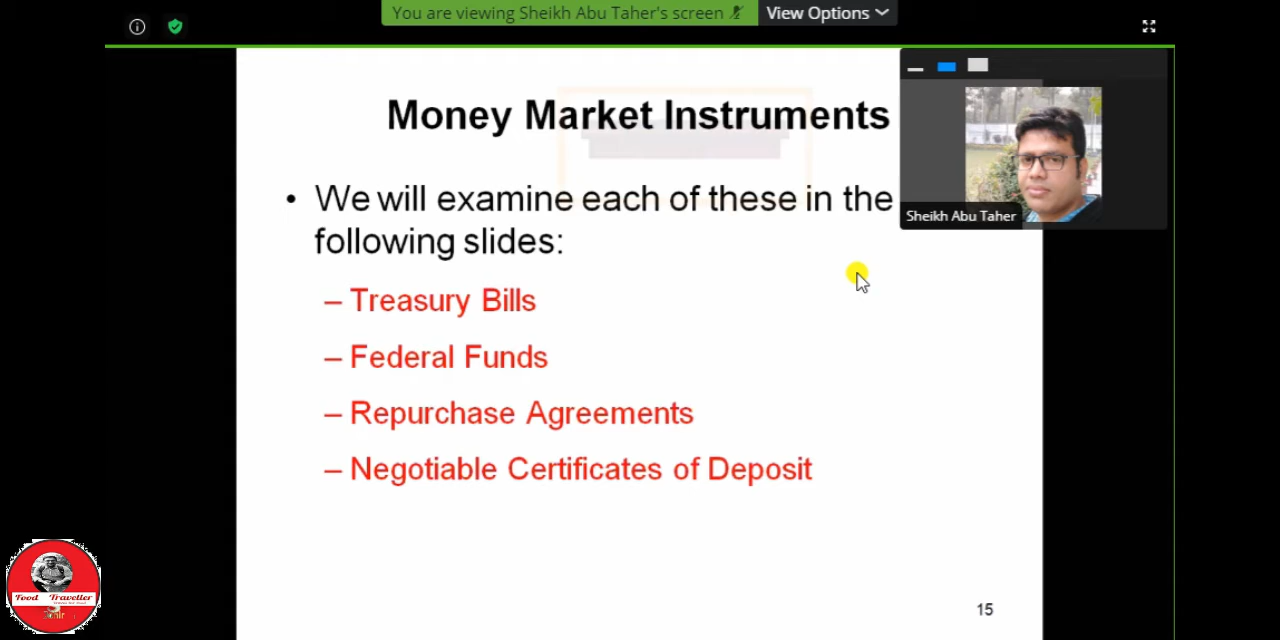 You are viewing Sheikh Abu Taher's screen
View Options
Money Market Instruments
• We will examine each of these in the
following slides:
– Treasury Bills
– Federal Funds
– Repurchase Agreements
– Negotiable Certificates of Deposit
Sheikh Abu Taher
Food Traveller
15